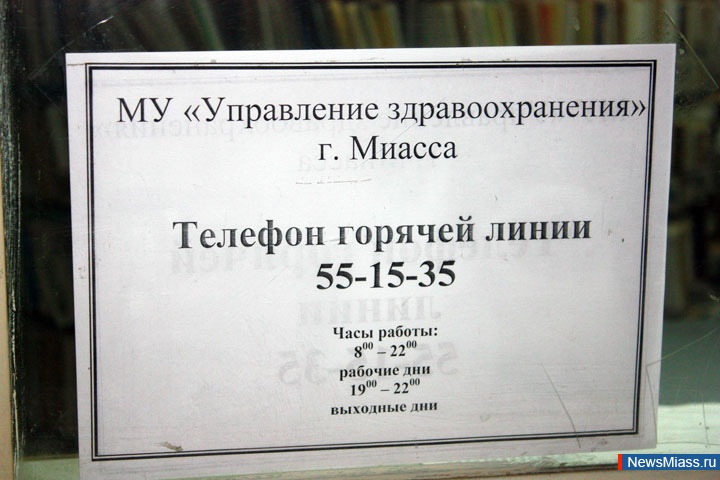 МУ «Управление здравоохранения»
г. Миасса
Телефон горячей линии
55-15-35
Часы работы:
8⁰⁰ – 22⁰⁰
рабочие дни
19⁰⁰ – 22⁰⁰
выходные дни
NewsMiass.ru